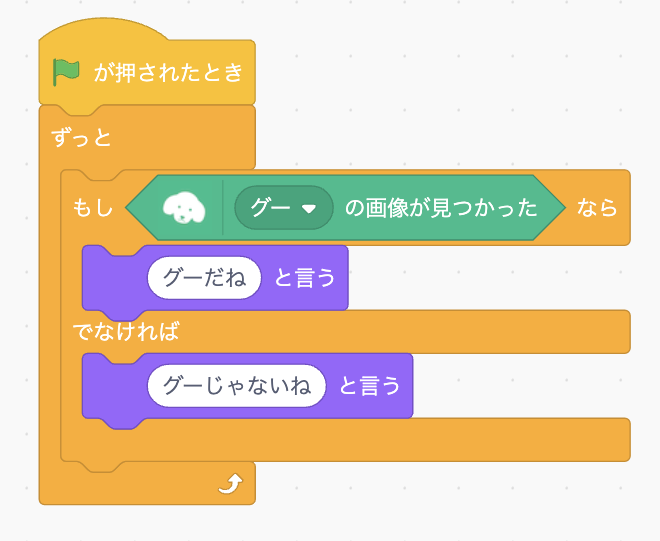 が押されたとき
ずっと
もし グー の画像が見つかった なら
グーだね と言う
でなければ
グーじゃないね と言う